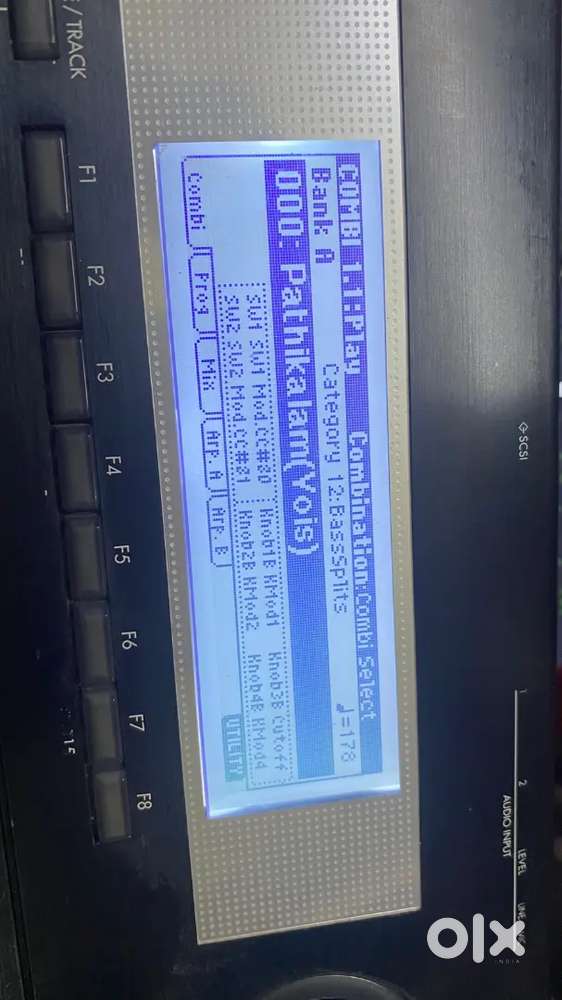 COMBI 1.1:Play Combination:Combi Select
Bank A Category 12:BassSplits ♩=178
000: Pathikalam(Yois)
SW1 SW1 Mod.CC#80 Knob1B KMod1 Knob3B Cutoff
SW2 SW2 Mod.CC#81 Knob2B KMod2 Knob4B KMod4
UTILITY
Combi Prog Mix Arp.A Arp.B
/ TRACK
F1 F2 F3 F4 F5 F6 F7 F8
SCSI
1 2 LEVEL
AUDIO INPUT
olx
INDIA